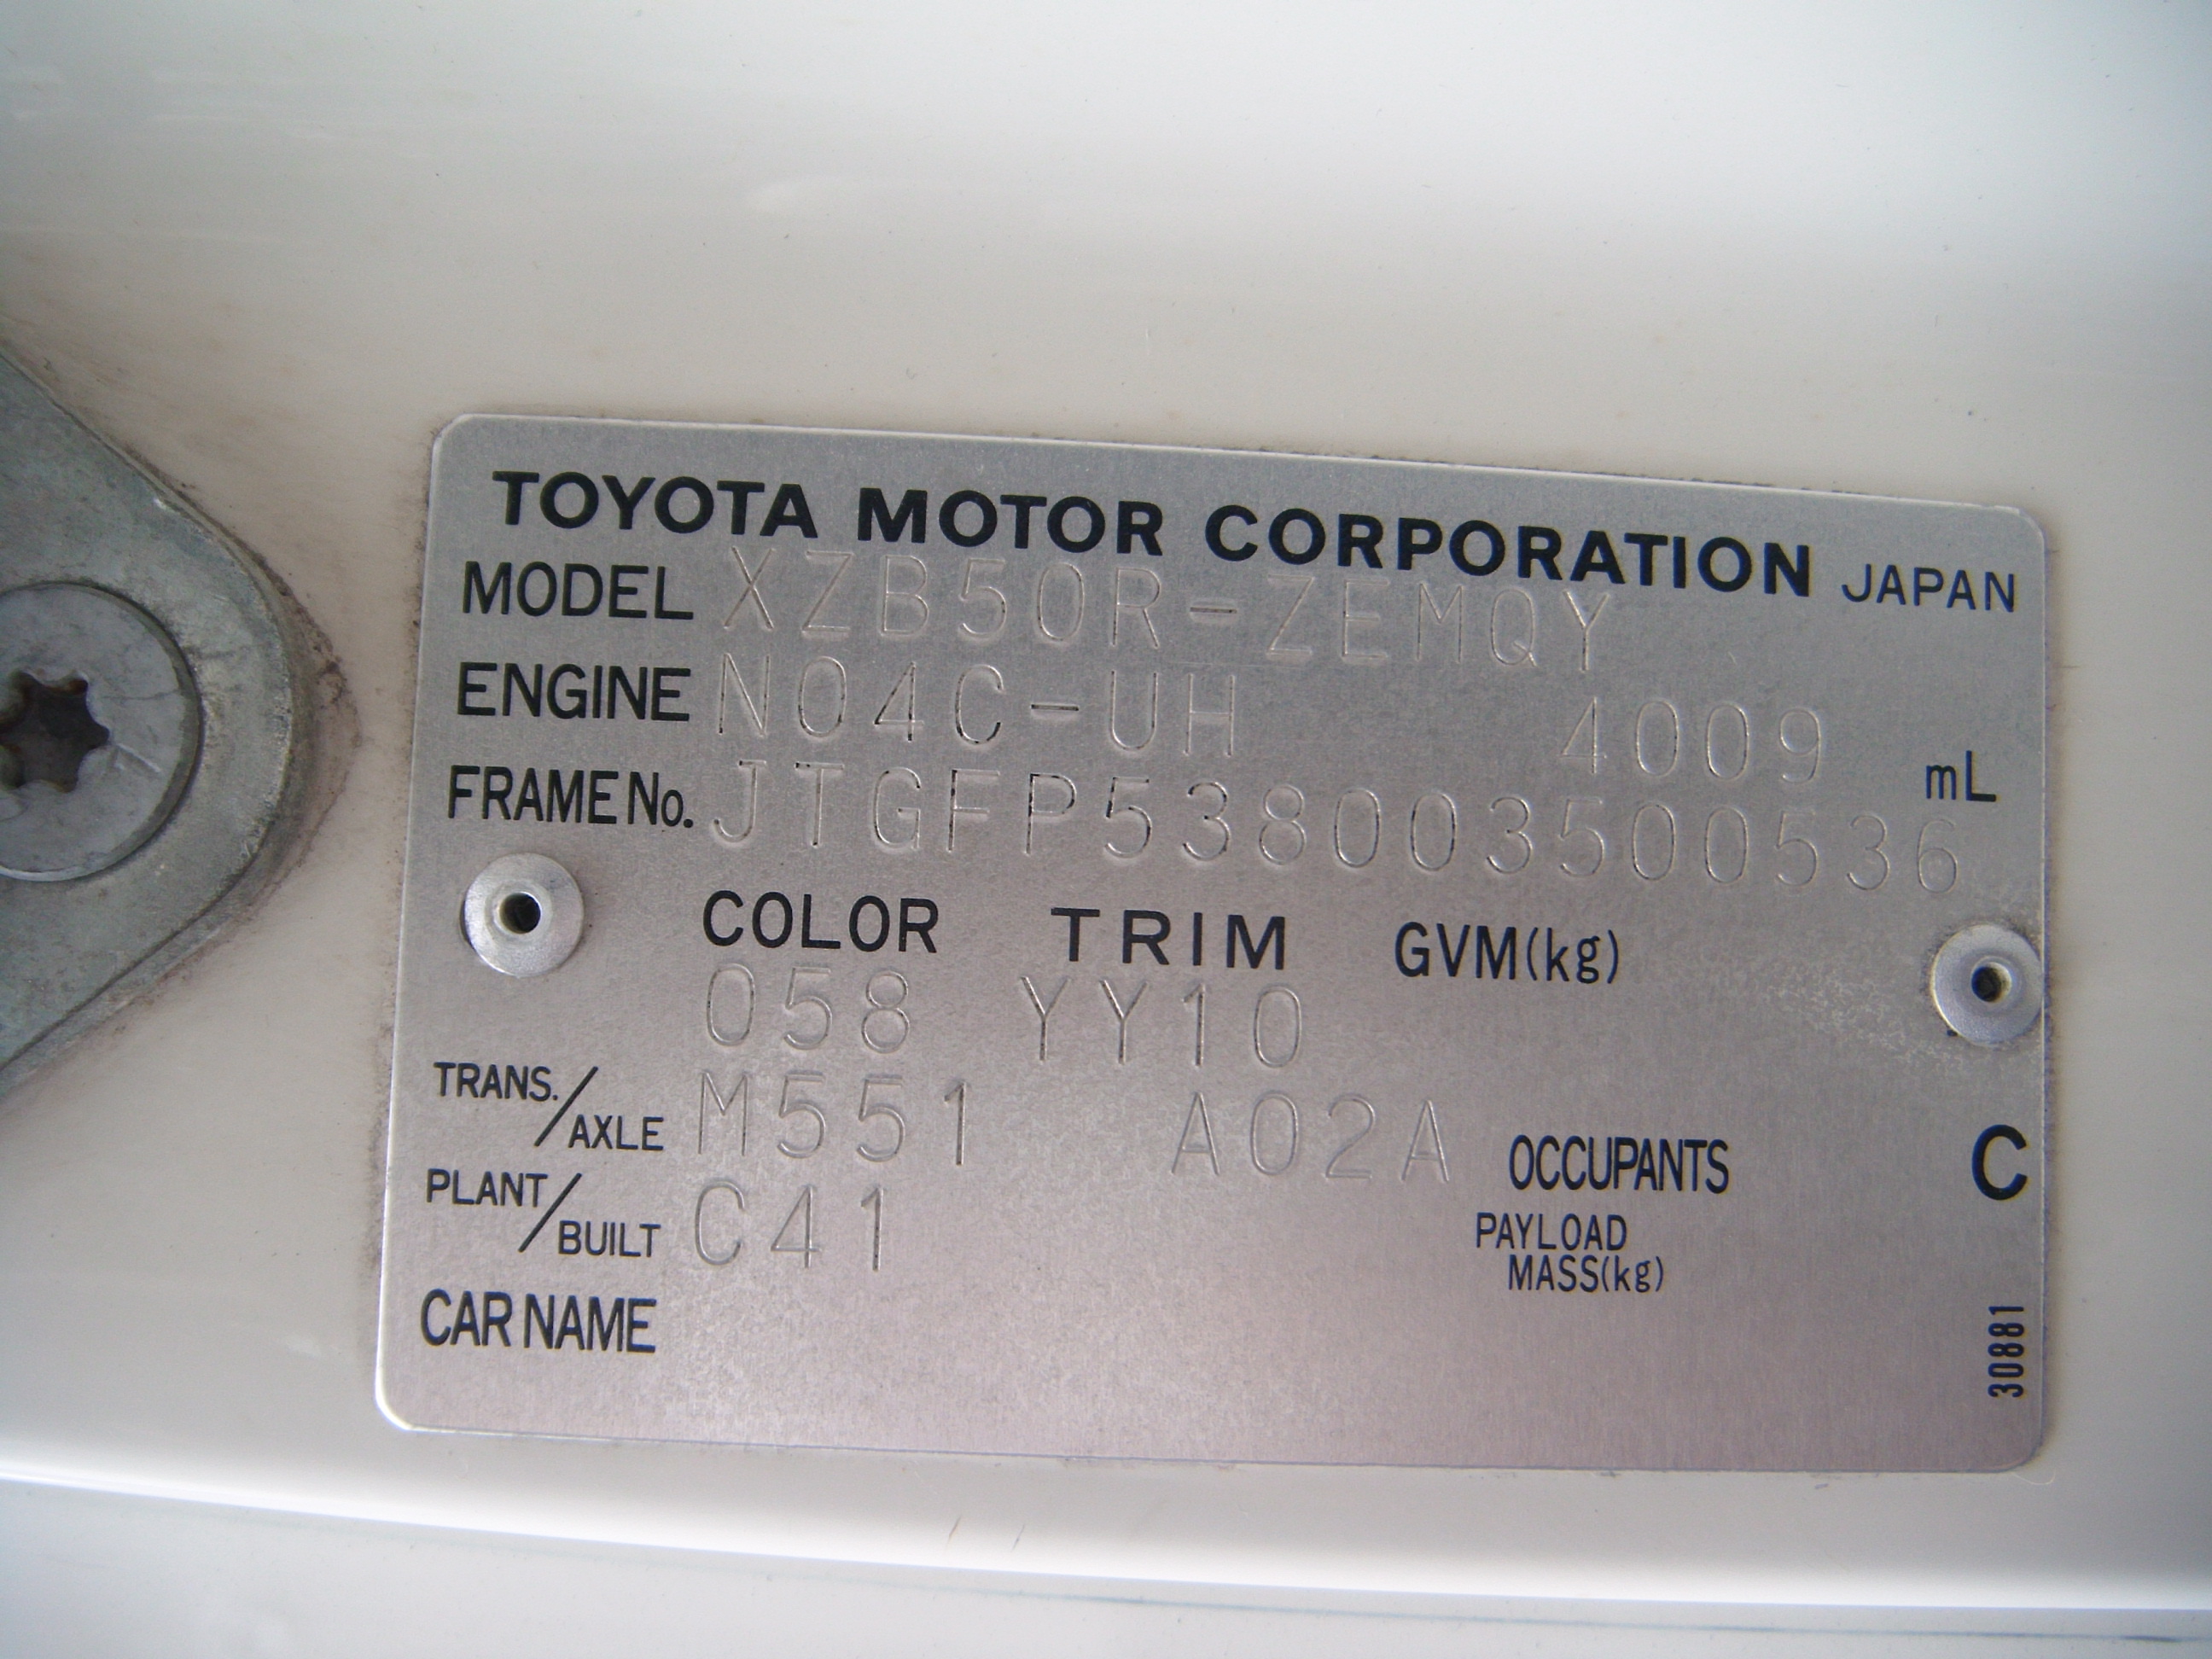 TOYOTA MOTOR CORPORATION JAPAN
MODEL XZB50R-ZEMQY
ENGINE N04C-UH 4009 mL
FRAME No. JTGFP538003500536
COLOR TRIM GVM(kg)
058 YY10
TRANS./AXLE M551 A02A OCCUPANTS C
PLANT/BUILT C41 PAYLOAD MASS(kg)
CAR NAME
30881